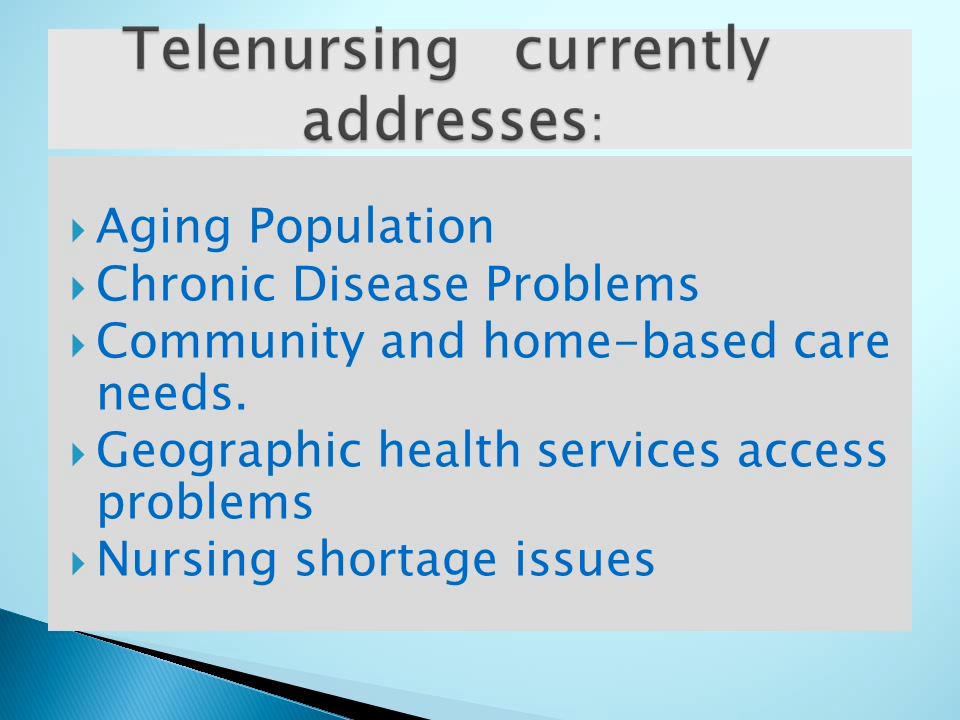 Telenursing currently
addresses:
Aging Population
Chronic Disease Problems
Community and home-based care
needs.
Geographic health services access
problems
Nursing shortage issues